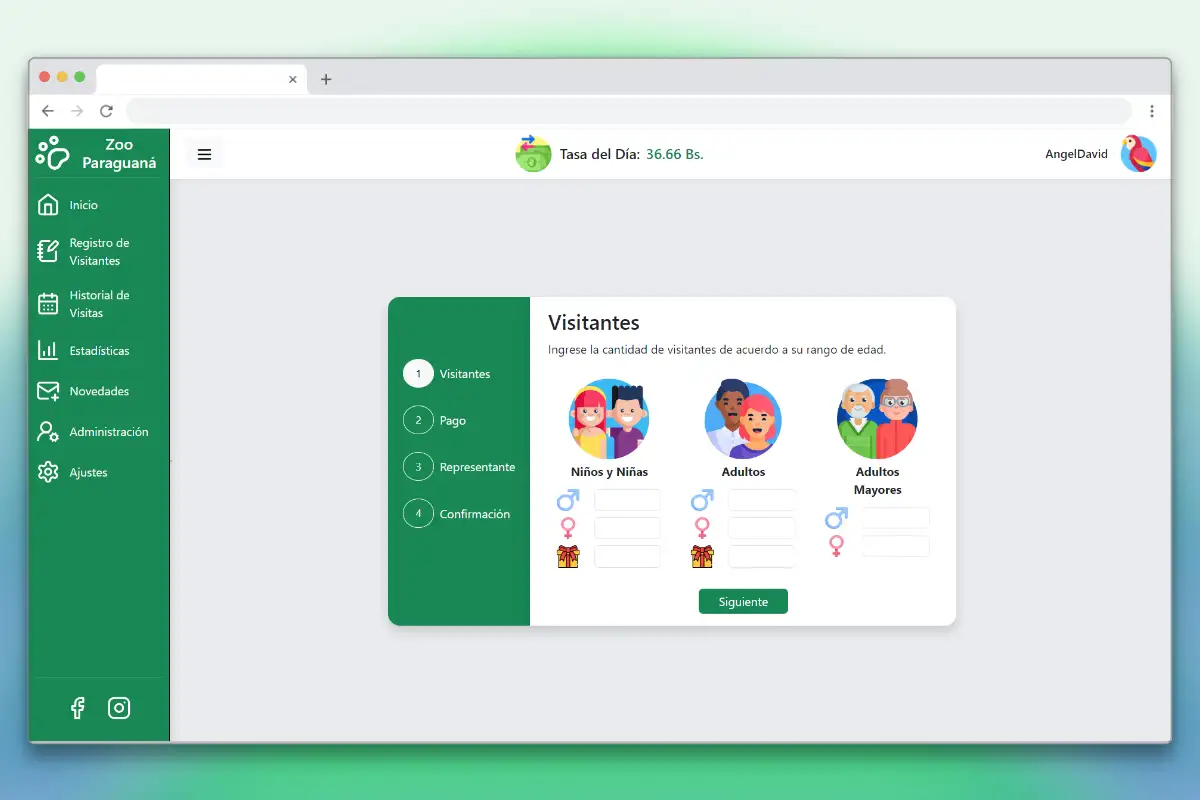 Zoo
Paraguaná
Tasa del Día: 36.66 Bs.
AngelDavid
Inicio
Registro de
Visitantes
Historial de
Visitas
Estadísticas
Novedades
Administración
Ajustes
1 Visitantes
2 Pago
3 Representante
4 Confirmación
Visitantes
Ingrese la cantidad de visitantes de acuerdo a su rango de edad.
Niños y Niñas
Adultos
Adultos
Mayores
Siguiente